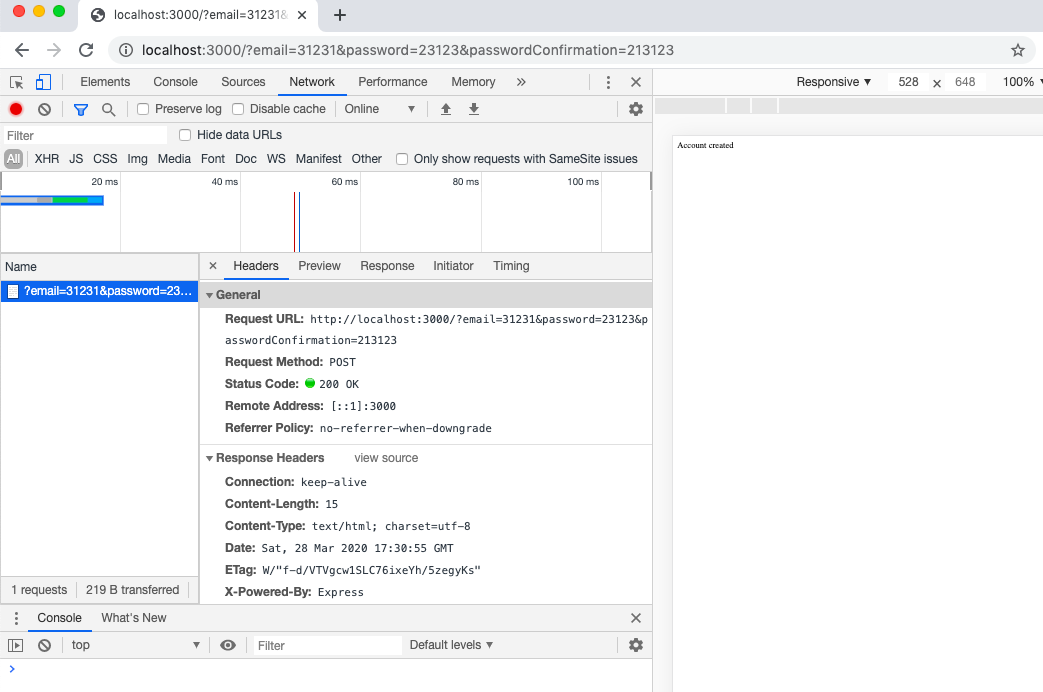 localhost:3000/?email=31231&
localhost:3000/?email=31231&password=23123&passwordConfirmation=213123
Elements Console Sources Network Performance Memory »
Responsive ▼ 528 x 648 100%
Preserve log Disable cache Online ▼
Filter Hide data URLs
All XHR JS CSS Img Media Font Doc WS Manifest Other Only show requests with SameSite issues
20 ms 40 ms 60 ms 80 ms 100 ms
Account created
Name
?email=31231&password=23…
× Headers Preview Response Initiator Timing
General
Request URL: http://localhost:3000/?email=31231&password=23123&p
asswordConfirmation=213123
Request Method: POST
Status Code: 200 OK
Remote Address: [::1]:3000
Referrer Policy: no-referrer-when-downgrade
Response Headers view source
Connection: keep-alive
Content-Length: 15
Content-Type: text/html; charset=utf-8
Date: Sat, 28 Mar 2020 17:30:55 GMT
ETag: W/"f-d/VTVgcw1SLC76ixeYh/5zegyKs"
X-Powered-By: Express
1 requests 219 B transferred
Console What's New
top ▼ Filter Default levels ▼